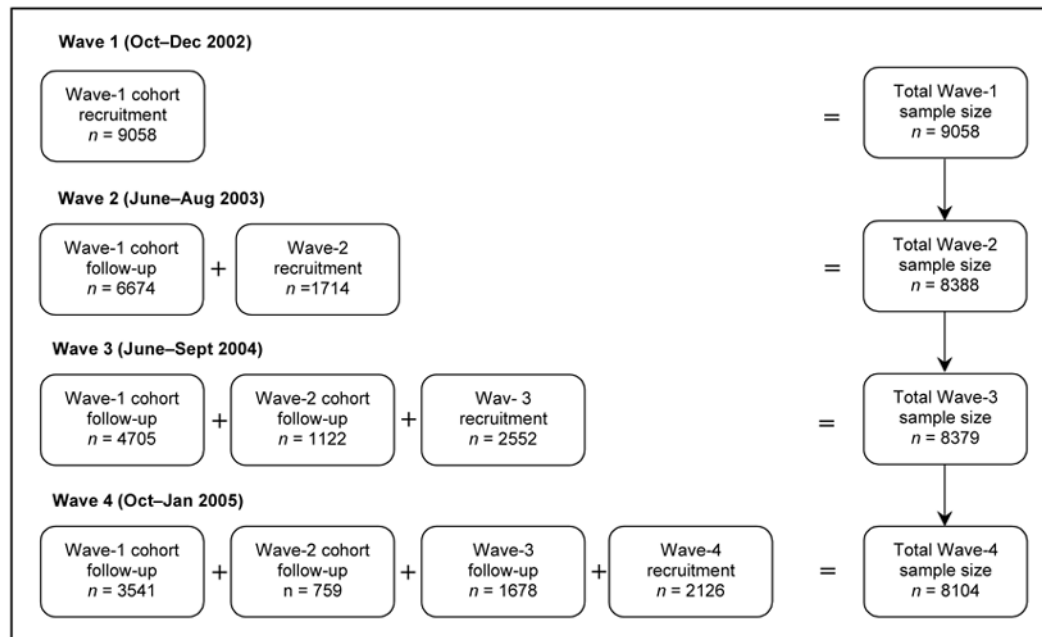 Wave 1 (Oct–Dec 2002)
Wave-1 cohort
recruitment
n = 9058
=
Total Wave-1
sample size
n = 9058
Wave 2 (June–Aug 2003)
Wave-1 cohort
follow-up
n = 6674
+
Wave-2
recruitment
n =1714
=
Total Wave-2
sample size
n = 8388
Wave 3 (June–Sept 2004)
Wave-1 cohort
follow-up
n = 4705
+
Wave-2 cohort
follow-up
n = 1122
+
Wav- 3
recruitment
n = 2552
=
Total Wave-3
sample size
n = 8379
Wave 4 (Oct–Jan 2005)
Wave-1 cohort
follow-up
n = 3541
+
Wave-2 cohort
follow-up
n = 759
+
Wave-3
follow-up
n = 1678
+
Wave-4
recruitment
n = 2126
=
Total Wave-4
sample size
n = 8104